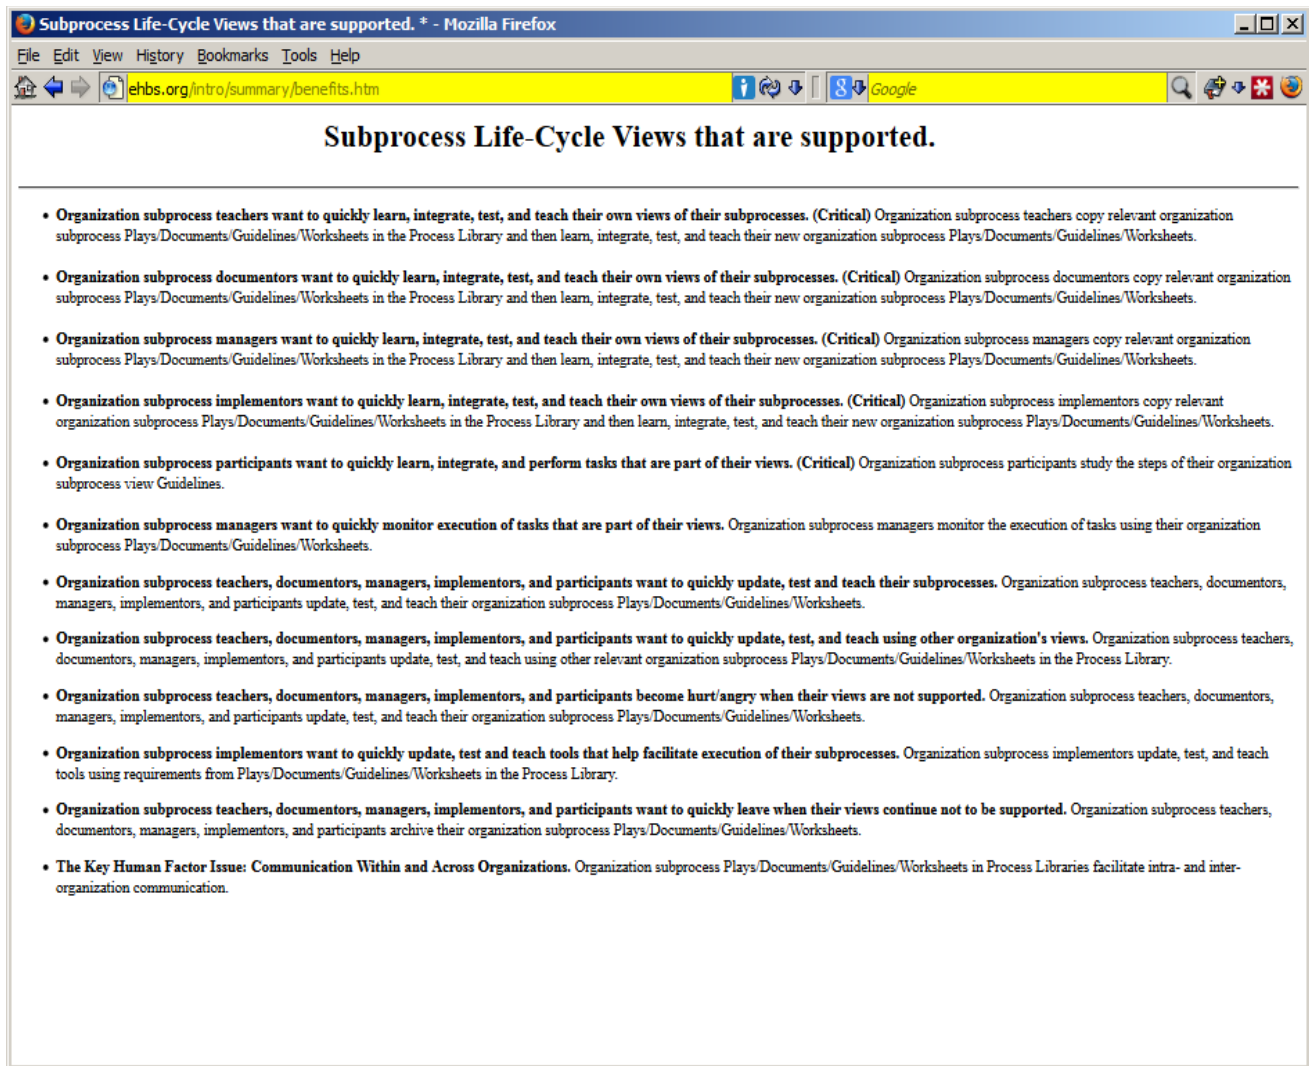 Subprocess Life-Cycle Views that are supported. * - Mozilla Firefox
File Edit View History Bookmarks Tools Help
ehbs.org/intro/summary/benefits.htm
Google
Subprocess Life-Cycle Views that are supported.
• Organization subprocess teachers want to quickly learn, integrate, test, and teach their own views of their subprocesses. (Critical) Organization subprocess teachers copy relevant organization
subprocess Plays/Documents/Guidelines/Worksheets in the Process Library and then learn, integrate, test, and teach their new organization subprocess Plays/Documents/Guidelines/Worksheets.
• Organization subprocess documentors want to quickly learn, integrate, test, and teach their own views of their subprocesses. (Critical) Organization subprocess documentors copy relevant organization
subprocess Plays/Documents/Guidelines/Worksheets in the Process Library and then learn, integrate, test, and teach their new organization subprocess Plays/Documents/Guidelines/Worksheets.
• Organization subprocess managers want to quickly learn, integrate, test, and teach their own views of their subprocesses. (Critical) Organization subprocess managers copy relevant organization
subprocess Plays/Documents/Guidelines/Worksheets in the Process Library and then learn, integrate, test, and teach their new organization subprocess Plays/Documents/Guidelines/Worksheets.
• Organization subprocess implementors want to quickly learn, integrate, test, and teach their own views of their subprocesses. (Critical) Organization subprocess implementors copy relevant
organization subprocess Plays/Documents/Guidelines/Worksheets in the Process Library and then learn, integrate, test, and teach their new organization subprocess Plays/Documents/Guidelines/Worksheets.
• Organization subprocess participants want to quickly learn, integrate, and perform tasks that are part of their views. (Critical) Organization subprocess participants study the steps of their organization
subprocess view Guidelines.
• Organization subprocess managers want to quickly monitor execution of tasks that are part of their views. Organization subprocess managers monitor the execution of tasks using their organization
subprocess Plays/Documents/Guidelines/Worksheets.
• Organization subprocess teachers, documentors, managers, implementors, and participants want to quickly update, test and teach their subprocesses. Organization subprocess teachers, documentors,
managers, implementors, and participants update, test, and teach their organization subprocess Plays/Documents/Guidelines/Worksheets.
• Organization subprocess teachers, documentors, managers, implementors, and participants want to quickly update, test, and teach using other organization's views. Organization subprocess teachers,
documentors, managers, implementors, and participants update, test, and teach using other relevant organization subprocess Plays/Documents/Guidelines/Worksheets in the Process Library.
• Organization subprocess teachers, documentors, managers, implementors, and participants become hurt/angry when their views are not supported. Organization subprocess teachers, documentors,
managers, implementors, and participants update, test, and teach their organization subprocess Plays/Documents/Guidelines/Worksheets.
• Organization subprocess implementors want to quickly update, test and teach tools that help facilitate execution of their subprocesses. Organization subprocess implementors update, test, and teach
tools using requirements from Plays/Documents/Guidelines/Worksheets in the Process Library.
• Organization subprocess teachers, documentors, managers, implementors, and participants want to quickly leave when their views continue not to be supported. Organization subprocess teachers,
documentors, managers, implementors, and participants archive their organization subprocess Plays/Documents/Guidelines/Worksheets.
• The Key Human Factor Issue: Communication Within and Across Organizations. Organization subprocess Plays/Documents/Guidelines/Worksheets in Process Libraries facilitate intra- and inter-
organization communication.